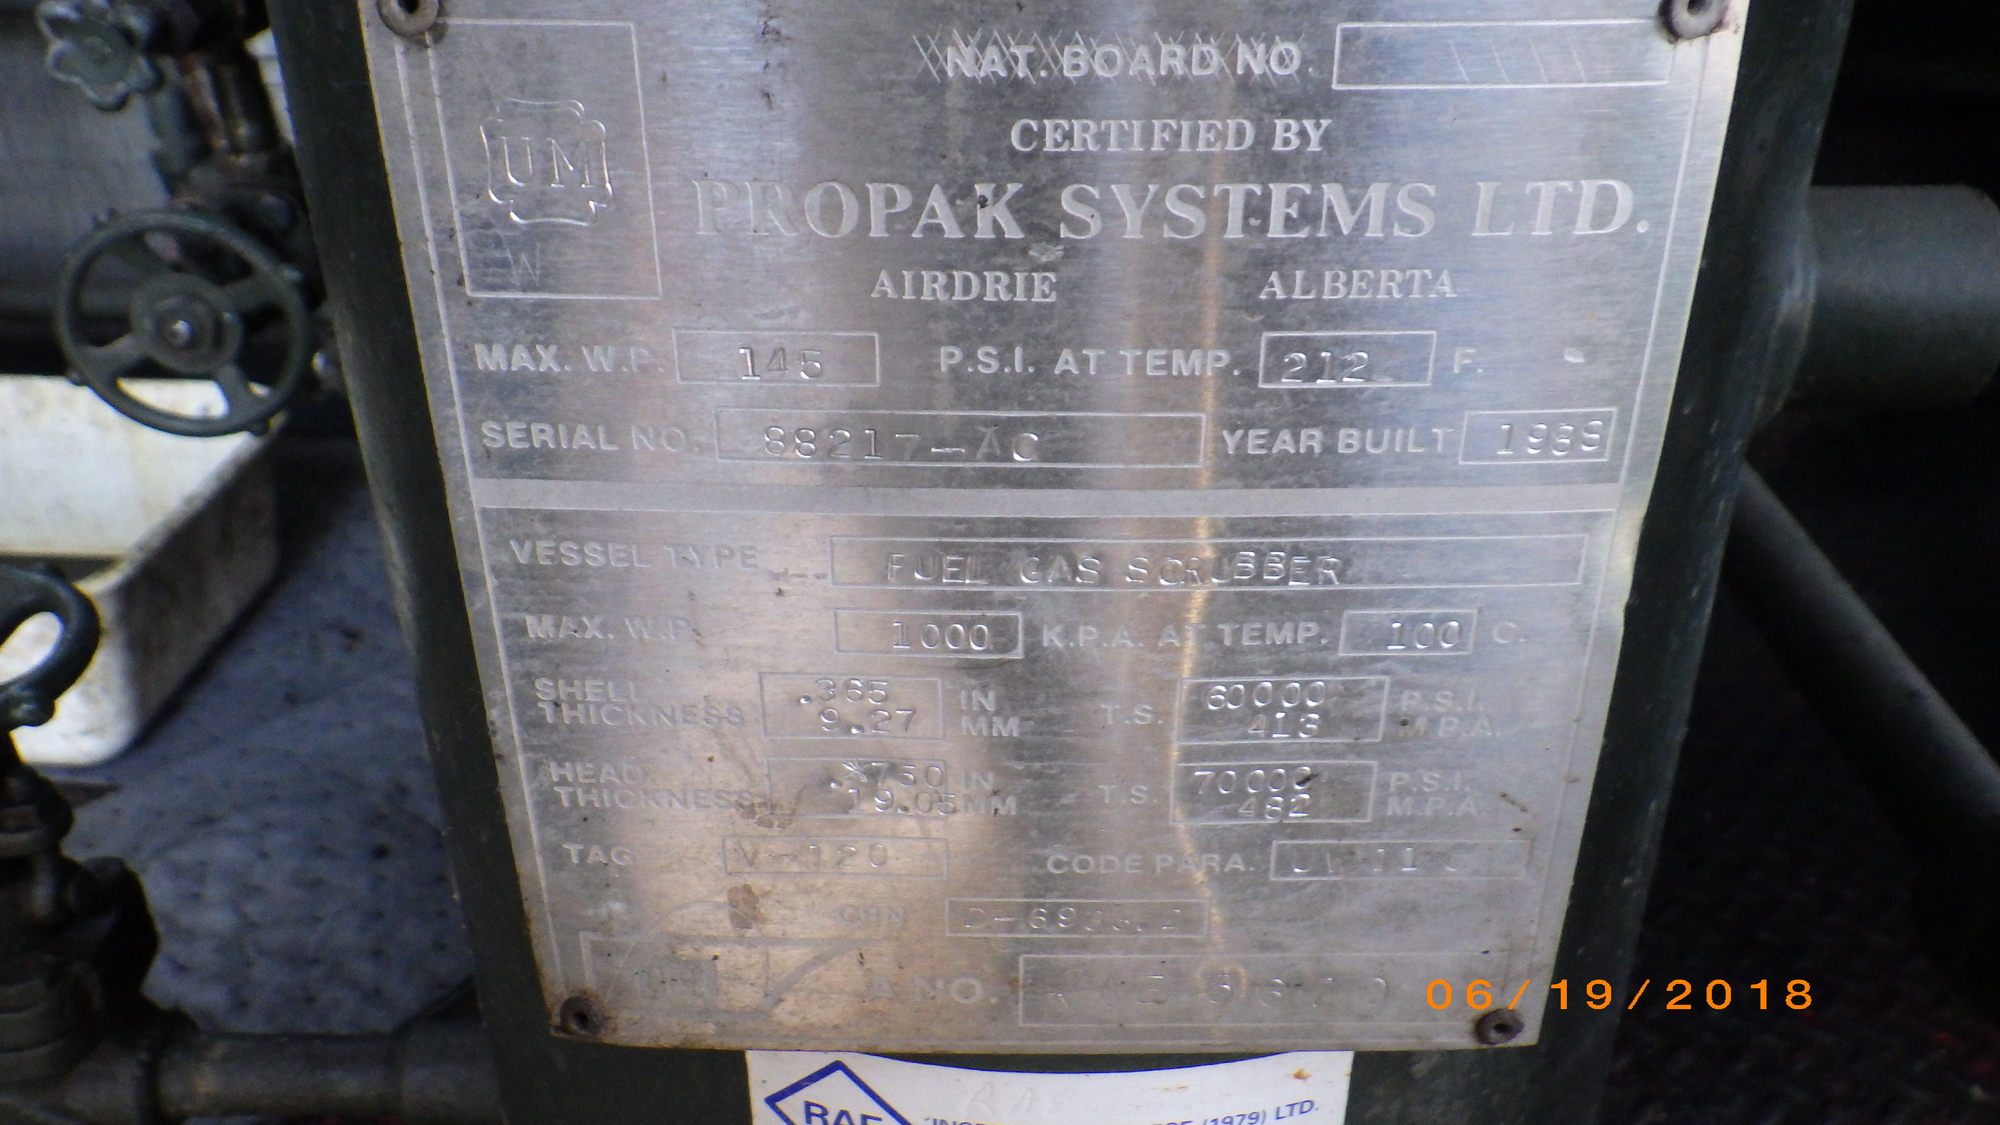 NAT. BOARD NO.
UM
W
CERTIFIED BY
PROPAK SYSTEMS LTD.
AIRDRIE ALBERTA
MAX. W.P. 145 P.S.I. AT TEMP. 212 F.
SERIAL NO. 88217-AC YEAR BUILT 1988
VESSEL TYPE FUEL GAS SCRUBBER
MAX. W.P. 1000 K.P.A. AT TEMP. 100 C.
SHELL THICKNESS .365 IN 9.27 MM T.S. 60000 P.S.I. 413 M.P.A.
HEAD THICKNESS .750 IN 19.05 MM T.S. 70000 P.S.I. 482 M.P.A.
TAG V-120 CODE PARA.
CRN
NO.
06/19/2018
RAE
(1979) LTD.